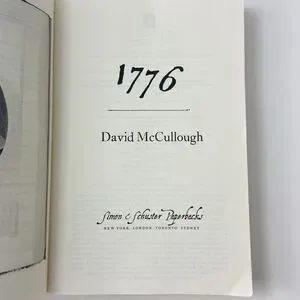 1776
David McCullough
Simon & Schuster Paperbacks
NEW YORK LONDON TORONTO SYDNEY